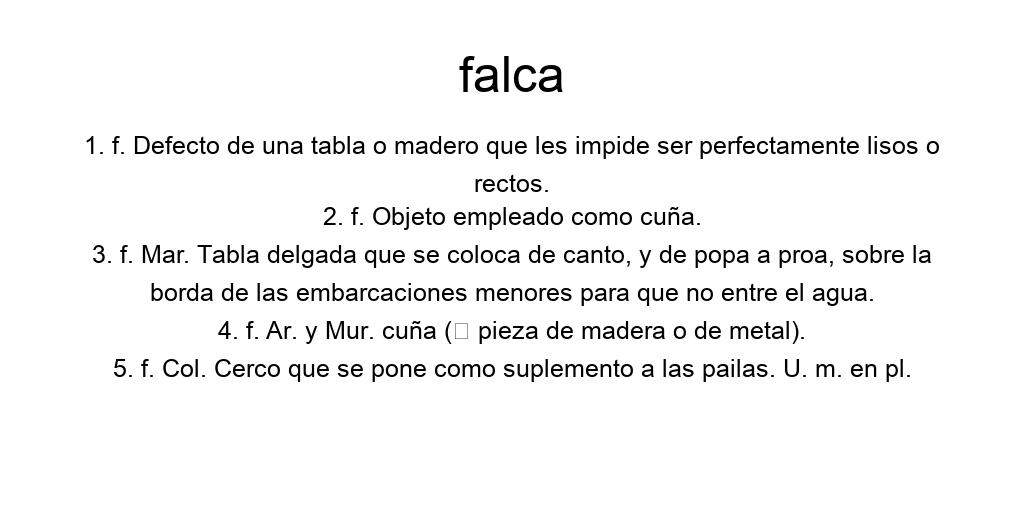 falca
1. f. Defecto de una tabla o madero que les impide ser perfectamente lisos o
rectos.
2. f. Objeto empleado como cuña.
3. f. Mar. Tabla delgada que se coloca de canto, y de popa a proa, sobre la
borda de las embarcaciones menores para que no entre el agua.
4. f. Ar. y Mur. cuña (□ pieza de madera o de metal).
5. f. Col. Cerco que se pone como suplemento a las pailas. U. m. en pl.